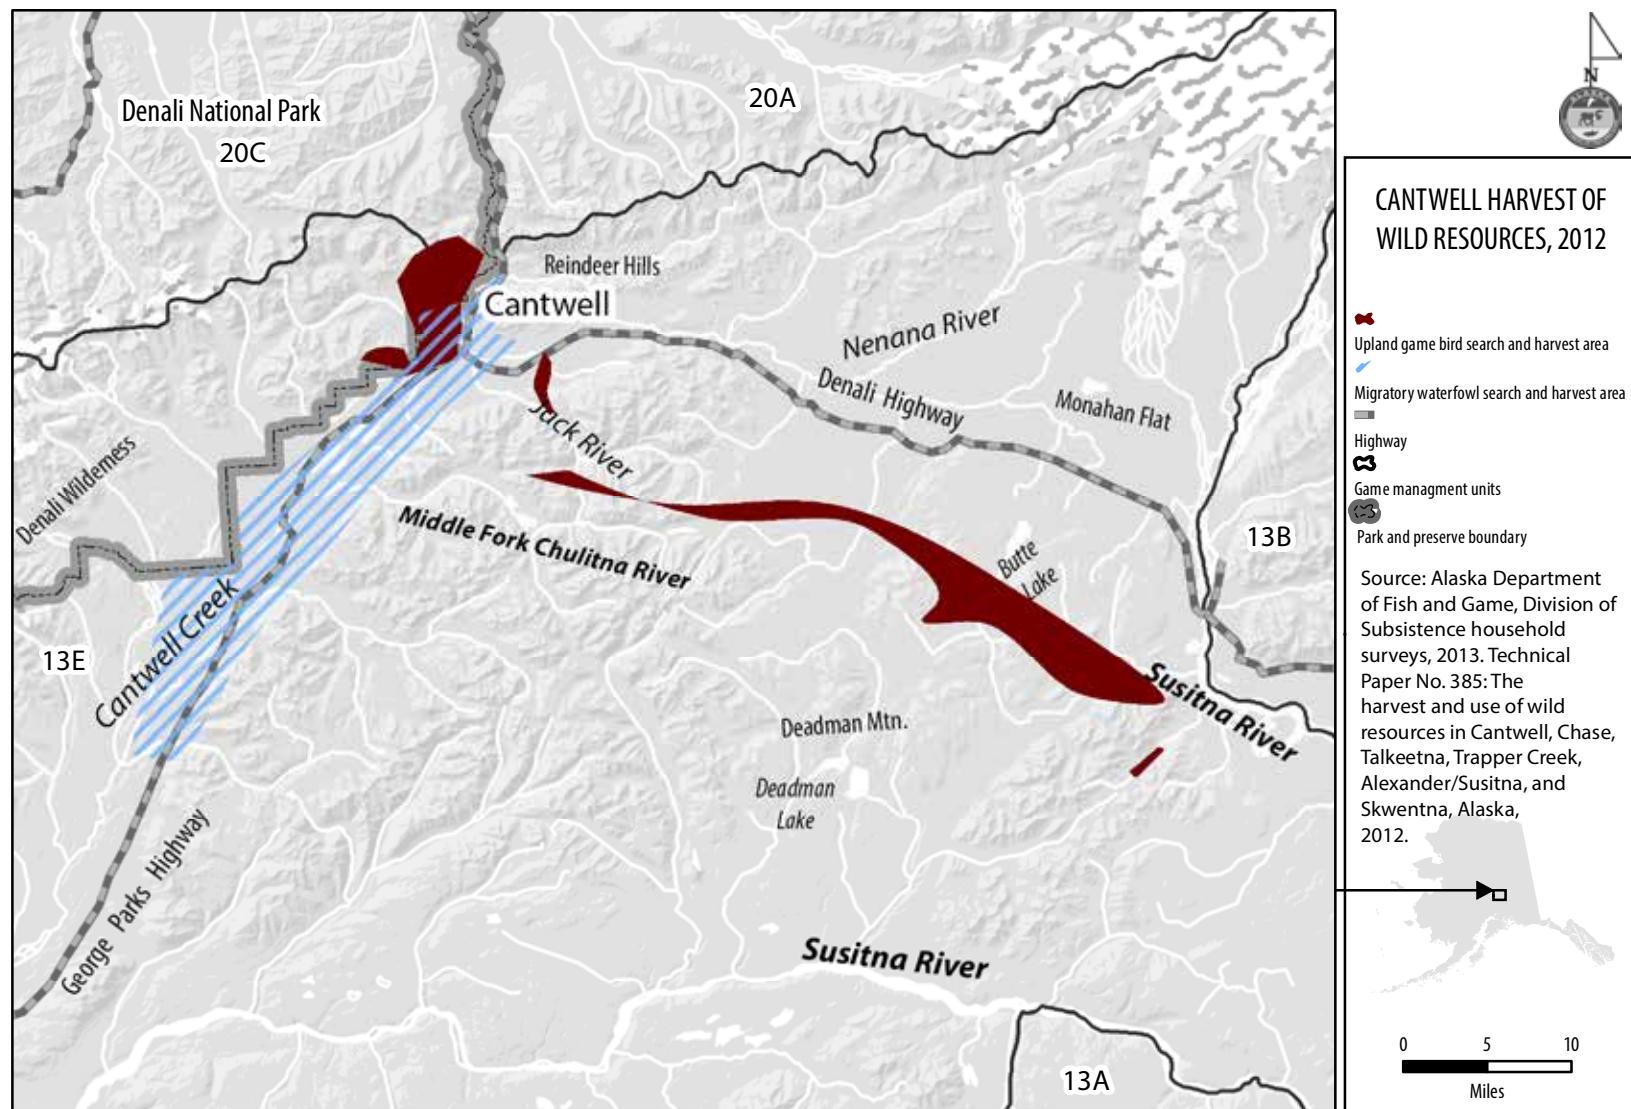 Denali National Park
20C
20A
N
ALASKA
Reindeer Hills
Cantwell
Nenana River
Denali Highway
Monahan Flat
Jack River
Denali Wilderness
Middle Fork Chulitna River
Butte
Lake
13B
Cantwell Creek
13E
Susitna River
Deadman Mtn.
Deadman
Lake
George Parks Highway
Susitna River
13A
CANTWELL HARVEST OF
WILD RESOURCES, 2012
Upland game bird search and harvest area
Migratory waterfowl search and harvest area
Highway
Game managment units
Park and preserve boundary
Source: Alaska Department
of Fish and Game, Division of
Subsistence household
surveys, 2013. Technical
Paper No. 385: The
harvest and use of wild
resources in Cantwell, Chase,
Talkeetna, Trapper Creek,
Alexander/Susitna, and
Skwentna, Alaska,
2012.
0 5 10
Miles